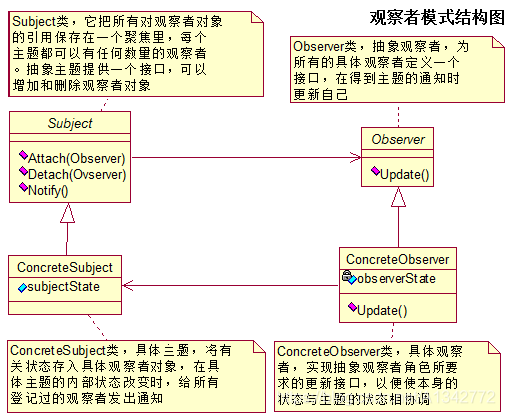 观察者模式结构图
Subject类，它把所有对观察者对象
的引用保存在一个聚焦里，每个
主题都可以有任何数量的观察者
。抽象主题提供一个接口，可以
增加和删除观察者对象
Observer类，抽象观察者，为
所有的具体观察者定义一个
接口，在得到主题的通知时
更新自己
Subject
Attach(Observer)
Detach(Ovserver)
Notify()
Observer
Update()
ConcreteSubject
subjectState
ConcreteObserver
observerState
Update()
ConcreteSubject类，具体主题，将有
关状态存入具体观察者对象，在具
体主题的内部状态改变时，给所有
登记过的观察者发出通知
ConcreteObserver类，具体观察
者，实现抽象观察者角色所要
求的更新接口，以便使本身的
状态与主题的状态相协调